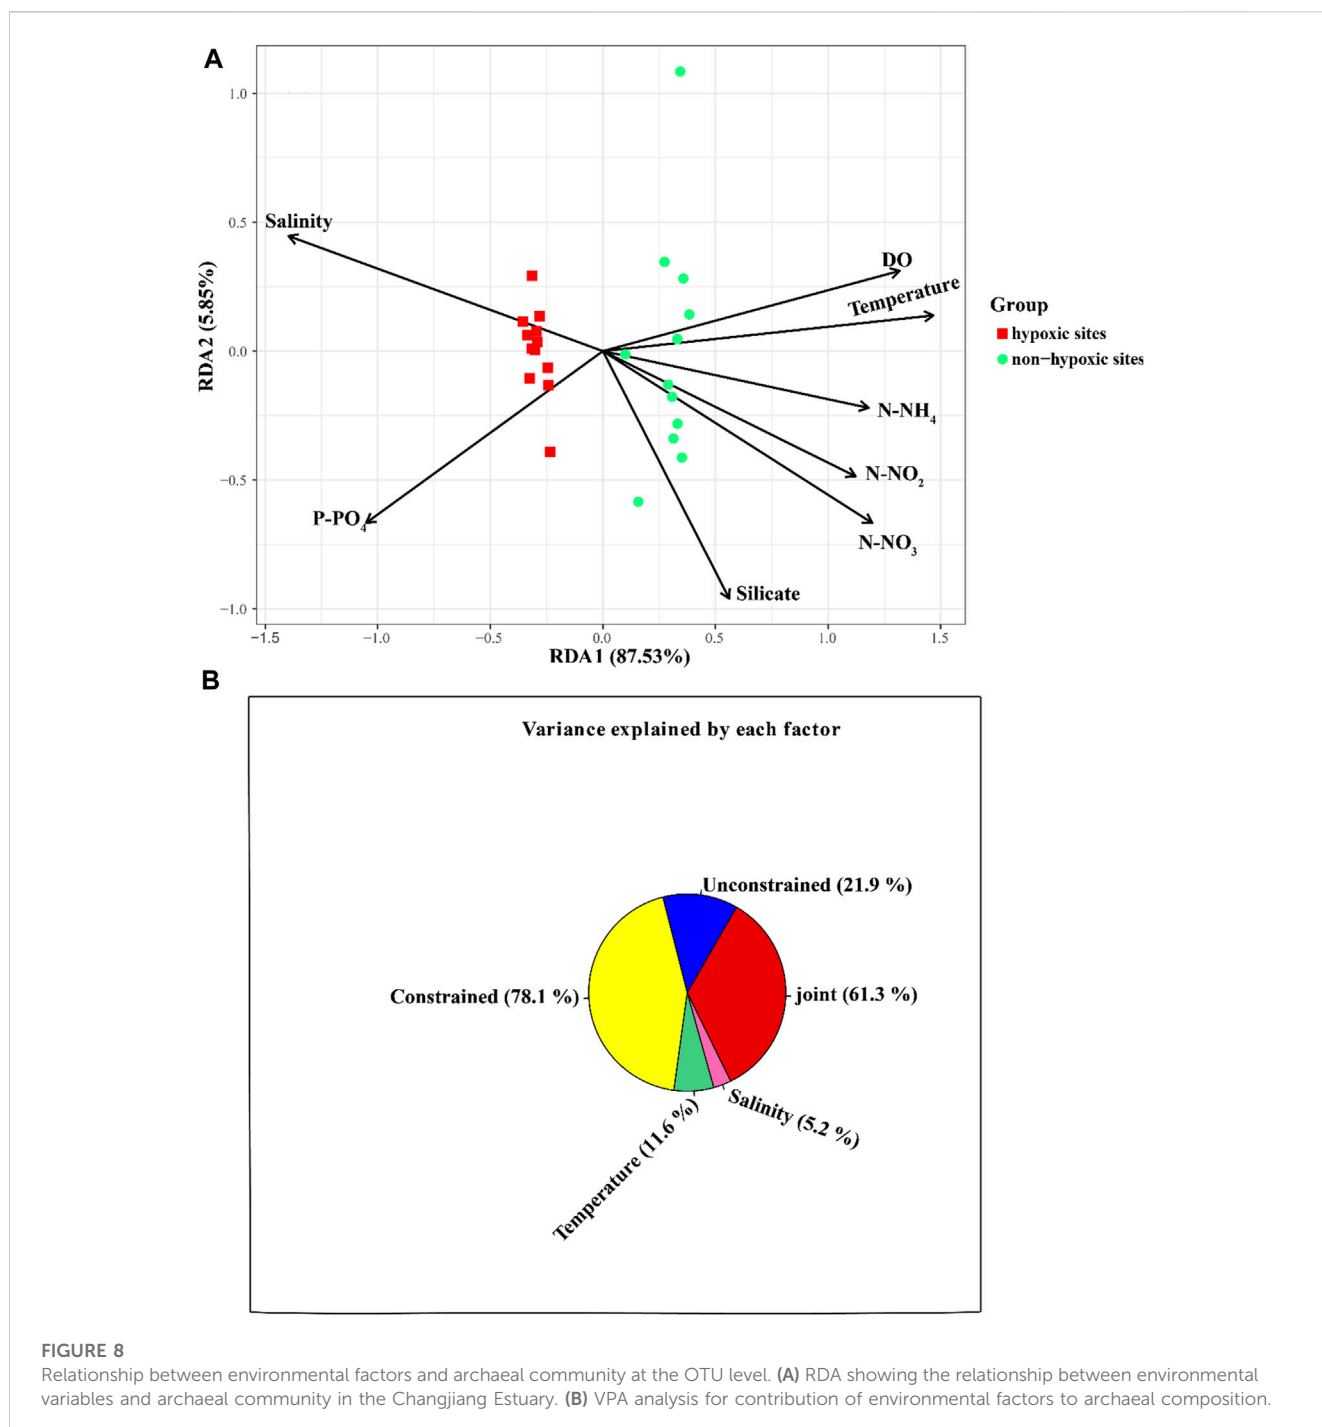 A
1.0
0.5
0.0
−0.5
−1.0
RDA2 (5.85%)
Salinity
DO
Temperature
N-NH4
N-NO2
N-NO3
Silicate
P-PO4
−1.5
−1.0
−0.5
0.0
0.5
1.0
1.5
RDA1 (87.53%)
Group
hypoxic sites
non−hypoxic sites
B
Variance explained by each factor
Unconstrained (21.9 %)
Constrained (78.1 %)
joint (61.3 %)
Salinity (5.2 %)
Temperature (11.6 %)
FIGURE 8
Relationship between environmental factors and archaeal community at the OTU level. (A) RDA showing the relationship between environmental
variables and archaeal community in the Changjiang Estuary. (B) VPA analysis for contribution of environmental factors to archaeal composition.